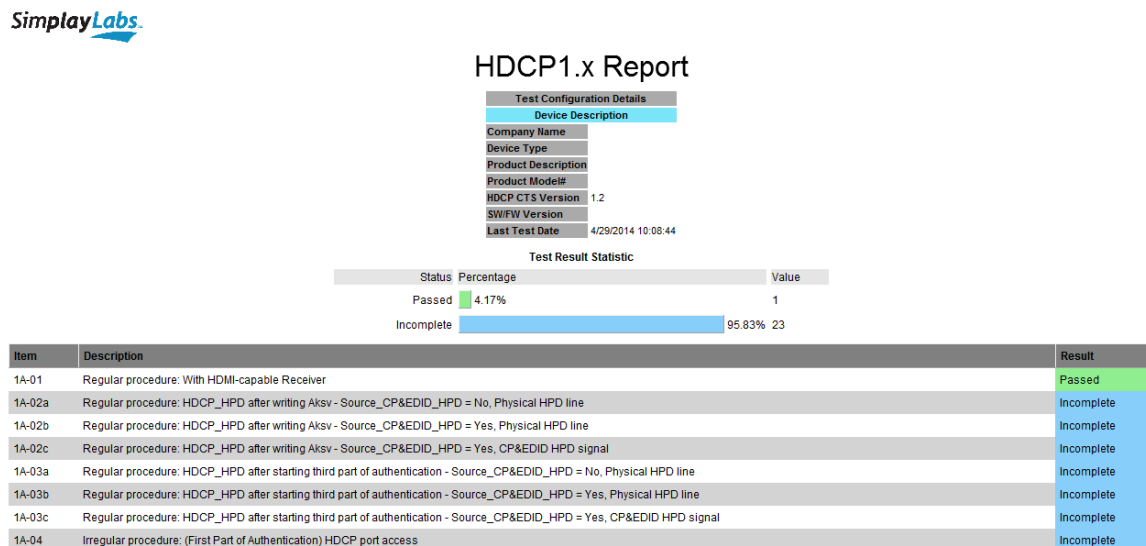 SimplayLabs™
HDCP1.x Report
Test Configuration Details
Device Description
Company Name
Device Type
Product Description
Product Model#
HDCP CTS Version 1.2
SW/FW Version
Last Test Date 4/29/2014 10:08:44
Test Result Statistic
Status Percentage Value
Passed 4.17% 1
Incomplete 95.83% 23
Item Description Result
1A-01 Regular procedure: With HDMI-capable Receiver Passed
1A-02a Regular procedure: HDCP_HPD after writing Aksv - Source_CP&EDID_HPD = No, Physical HPD line Incomplete
1A-02b Regular procedure: HDCP_HPD after writing Aksv - Source_CP&EDID_HPD = Yes, Physical HPD line Incomplete
1A-02c Regular procedure: HDCP_HPD after writing Aksv - Source_CP&EDID_HPD = Yes, CP&EDID HPD signal Incomplete
1A-03a Regular procedure: HDCP_HPD after starting third part of authentication - Source_CP&EDID_HPD = No, Physical HPD line Incomplete
1A-03b Regular procedure: HDCP_HPD after starting third part of authentication - Source_CP&EDID_HPD = Yes, Physical HPD line Incomplete
1A-03c Regular procedure: HDCP_HPD after starting third part of authentication - Source_CP&EDID_HPD = Yes, CP&EDID HPD signal Incomplete
1A-04 Irregular procedure: (First Part of Authentication) HDCP port access Incomplete